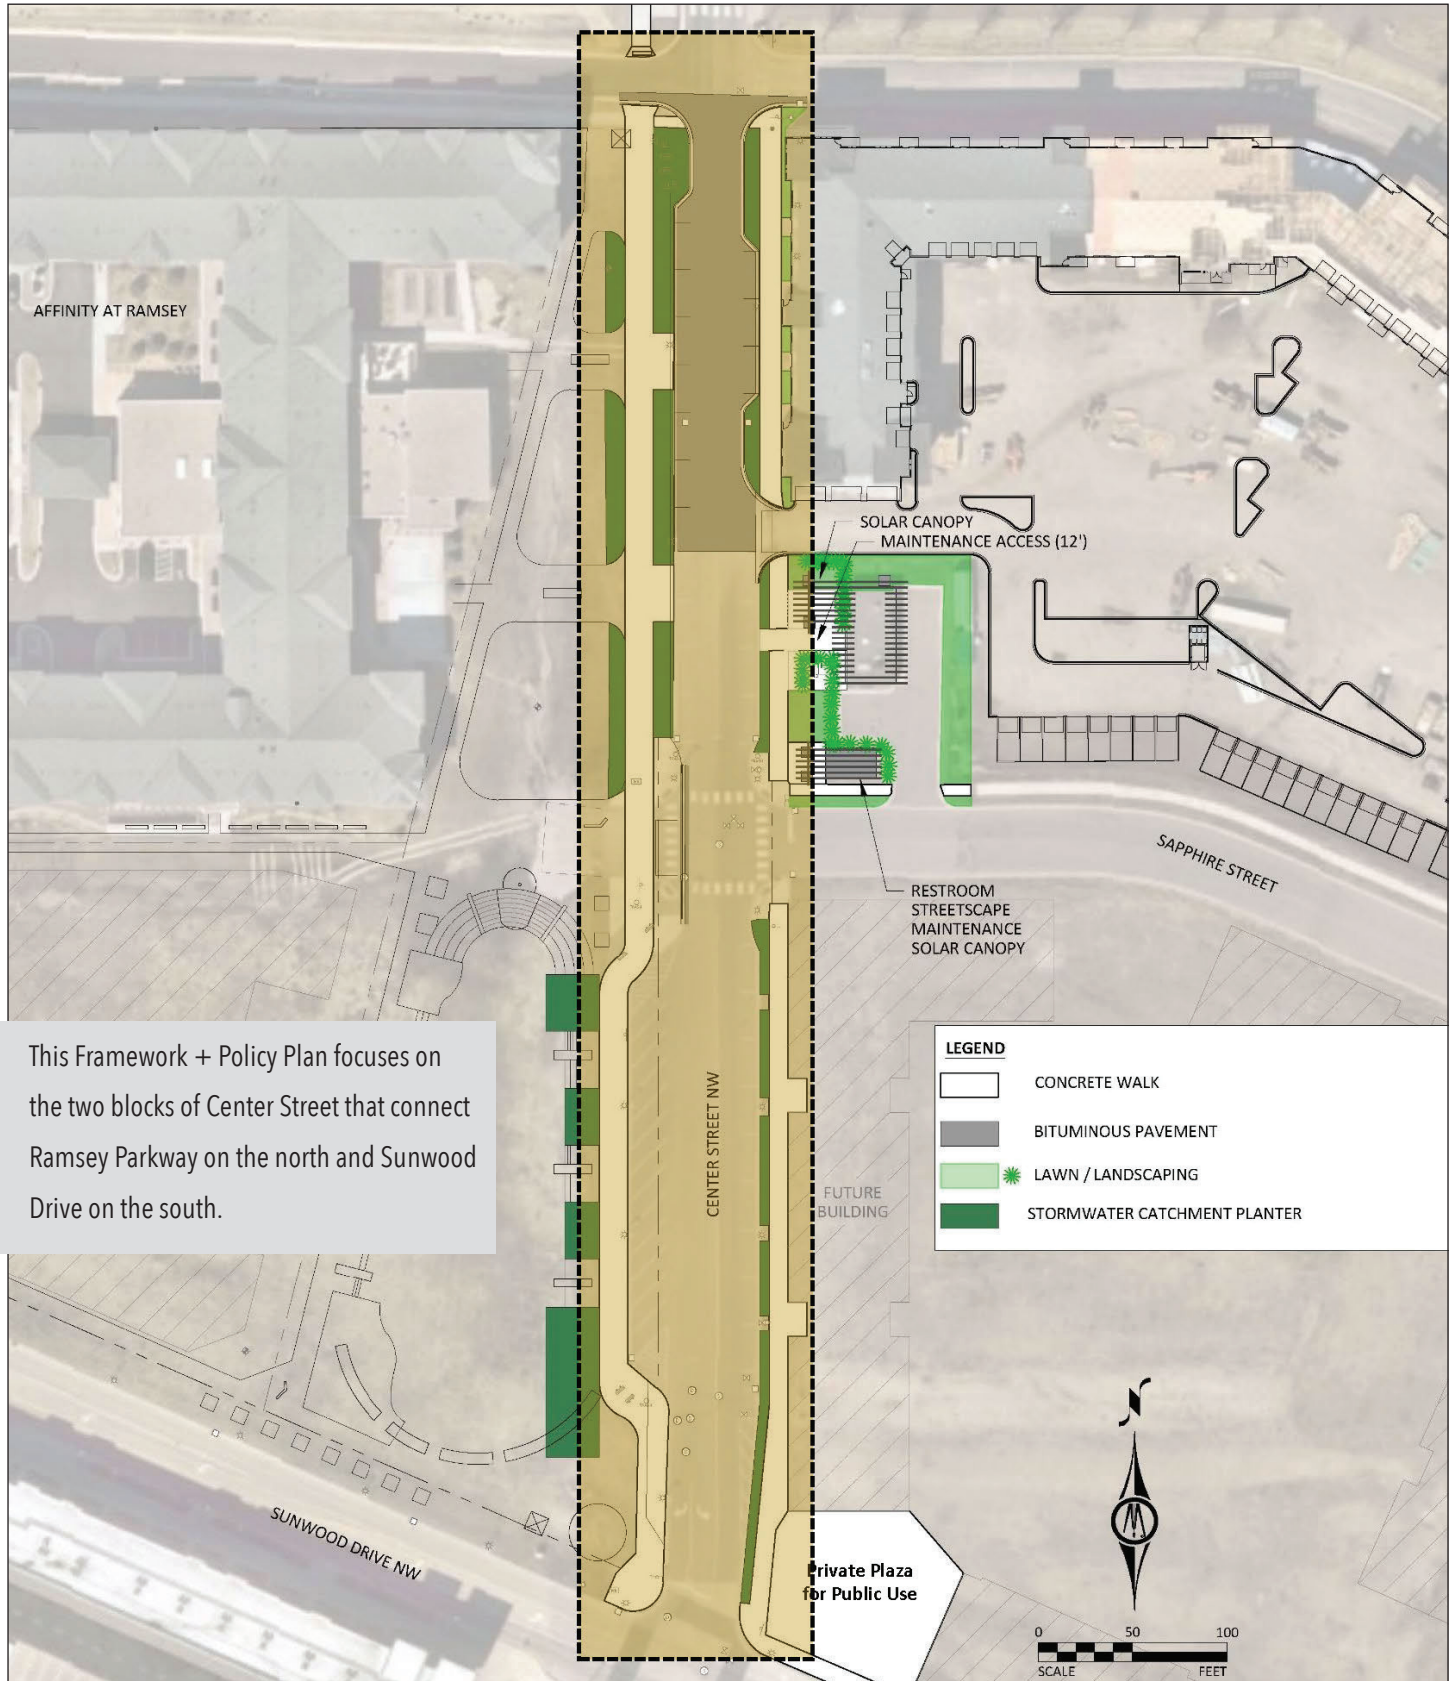 AFFINITY AT RAMSEY
SOLAR CANOPY
MAINTENANCE ACCESS (12')
SAPPHIRE STREET
RESTROOM
STREETSCAPE
MAINTENANCE
SOLAR CANOPY
This Framework + Policy Plan focuses on
the two blocks of Center Street that connect
Ramsey Parkway on the north and Sunwood
Drive on the south.
CENTER STREET NW
FUTURE
BUILDING
LEGEND
CONCRETE WALK
BITUMINOUS PAVEMENT
LAWN / LANDSCAPING
STORMWATER CATCHMENT PLANTER
SUNWOOD DRIVE NW
Private Plaza
for Public Use
N
0 50 100
SCALE FEET